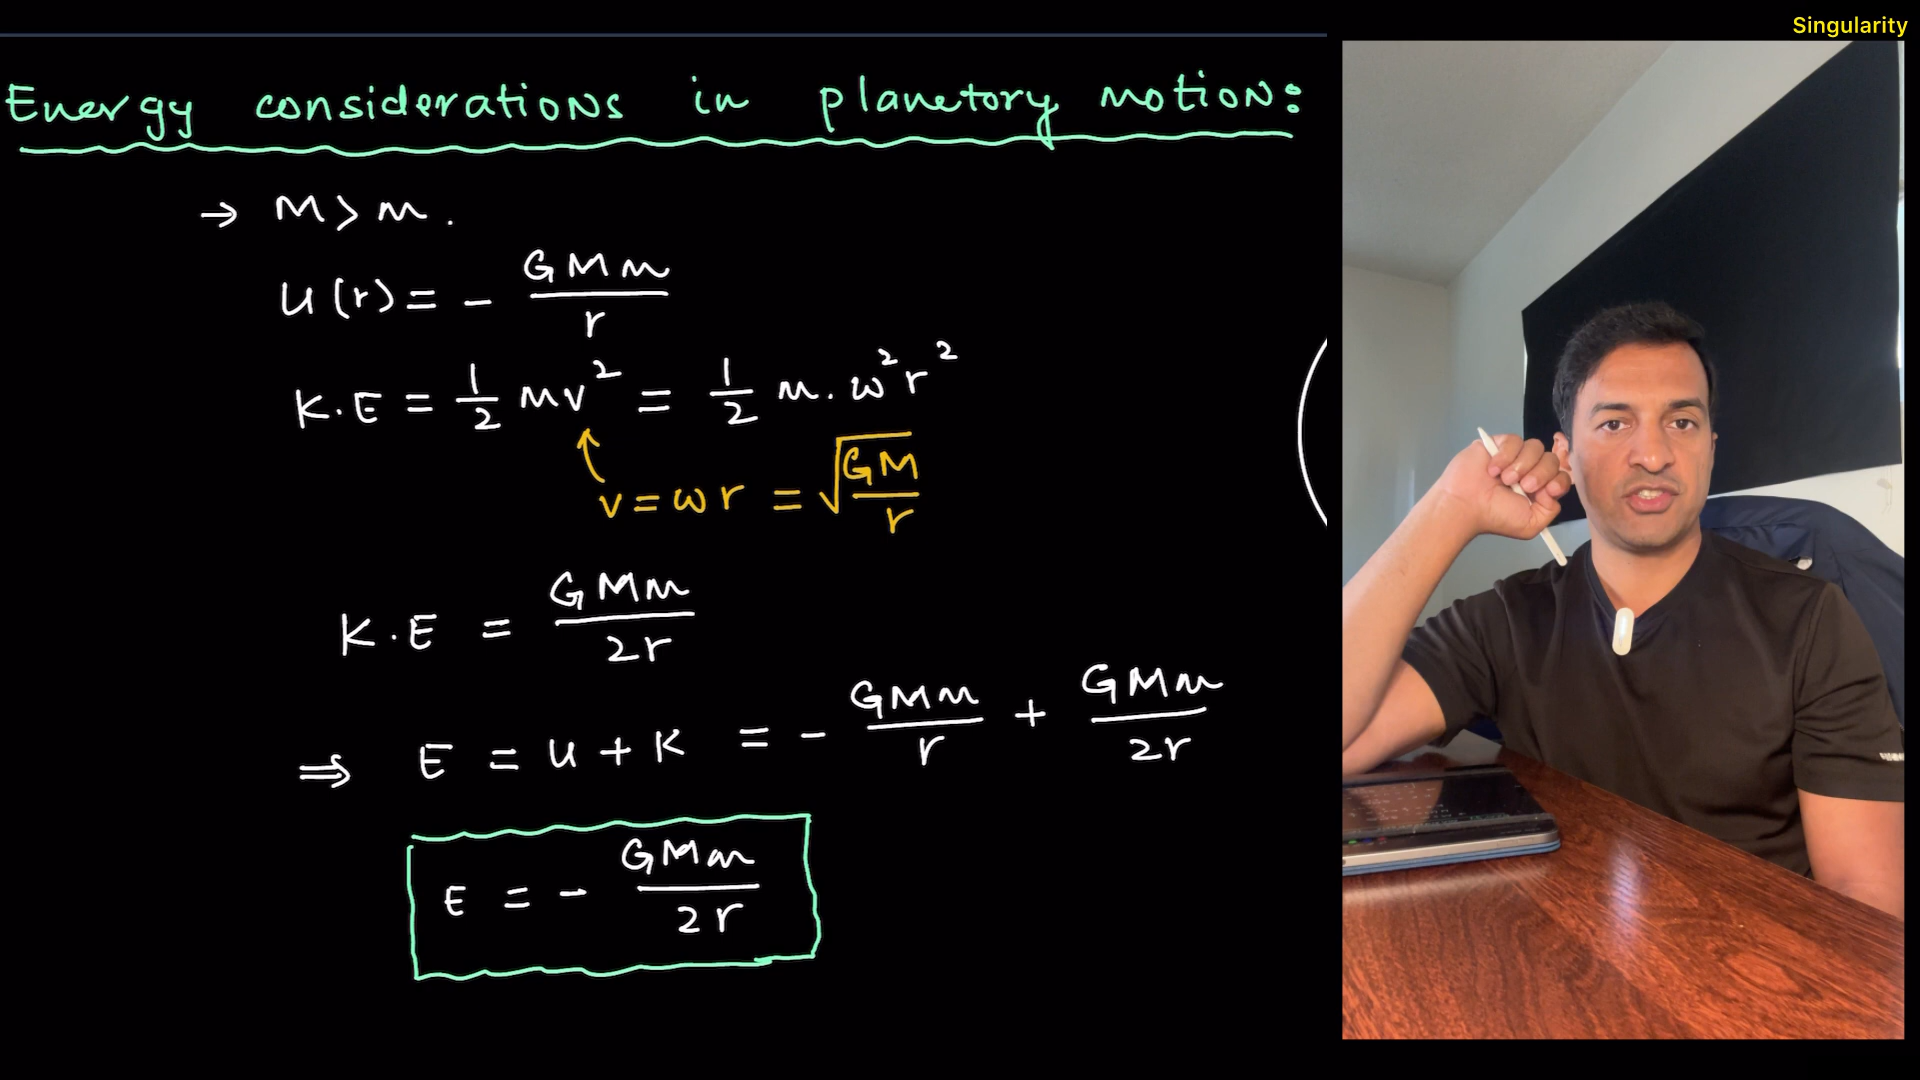 Singularity
Energy considerations in planetory motion:
→ M > m.
U(r) = - GMm/r
K.E = 1/2 mv² = 1/2 m. ω²r²
v = ωr = √(GM/r)
K.E = GMm/2r
⇒ E = U + K = - GMm/r + GMm/2r
E = - GMm/2r